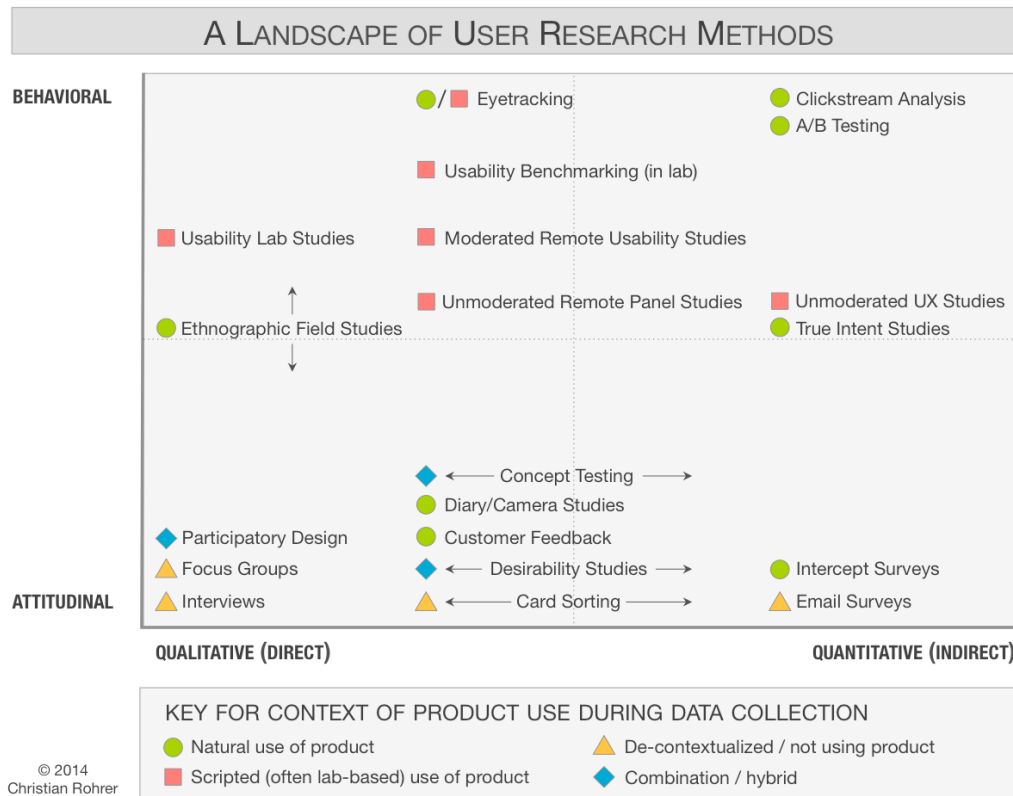 A LANDSCAPE OF USER RESEARCH METHODS
BEHAVIORAL
/ Eyetracking
Clickstream Analysis
A/B Testing
Usability Benchmarking (in lab)
Usability Lab Studies
Moderated Remote Usability Studies
Unmoderated Remote Panel Studies
Unmoderated UX Studies
Ethnographic Field Studies
True Intent Studies
Concept Testing
Diary/Camera Studies
Participatory Design
Customer Feedback
Focus Groups
Desirability Studies
Intercept Surveys
ATTITUDINAL
Interviews
Card Sorting
Email Surveys
QUALITATIVE (DIRECT)
QUANTITATIVE (INDIRECT)
KEY FOR CONTEXT OF PRODUCT USE DURING DATA COLLECTION
Natural use of product
De-contextualized / not using product
Scripted (often lab-based) use of product
Combination / hybrid
© 2014
Christian Rohrer